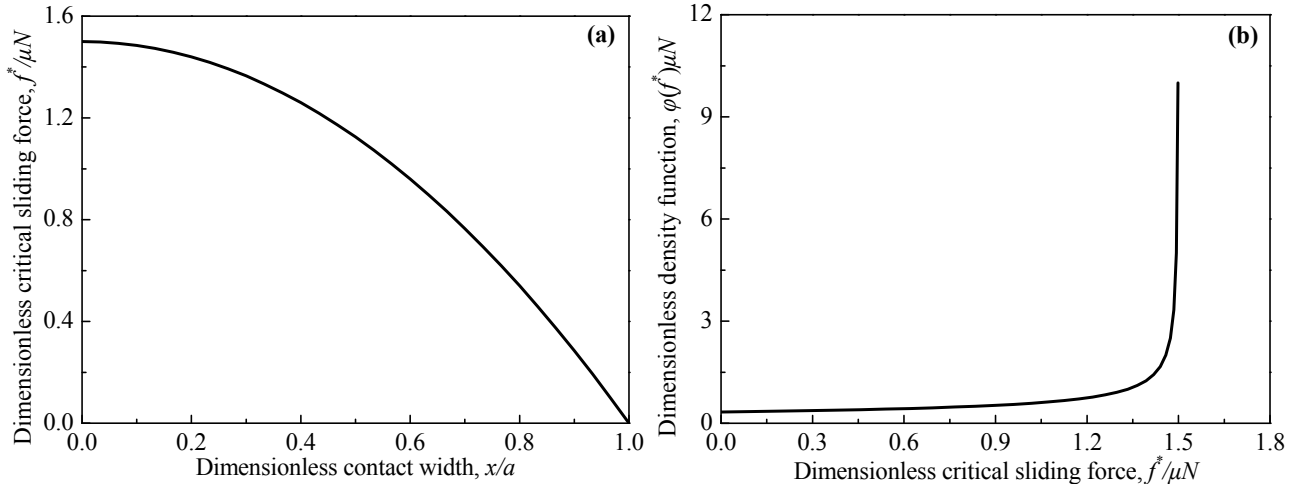 (a)
Dimensionless critical sliding force, f*/μN
1.6
1.2
0.8
0.4
0.0
0.0 0.2 0.4 0.6 0.8 1.0
Dimensionless contact width, x/a
(b)
Dimensionless density function, φ(f*)μN
12
9
6
3
0
0.0 0.3 0.6 0.9 1.2 1.5 1.8
Dimensionless critical sliding force, f*/μN